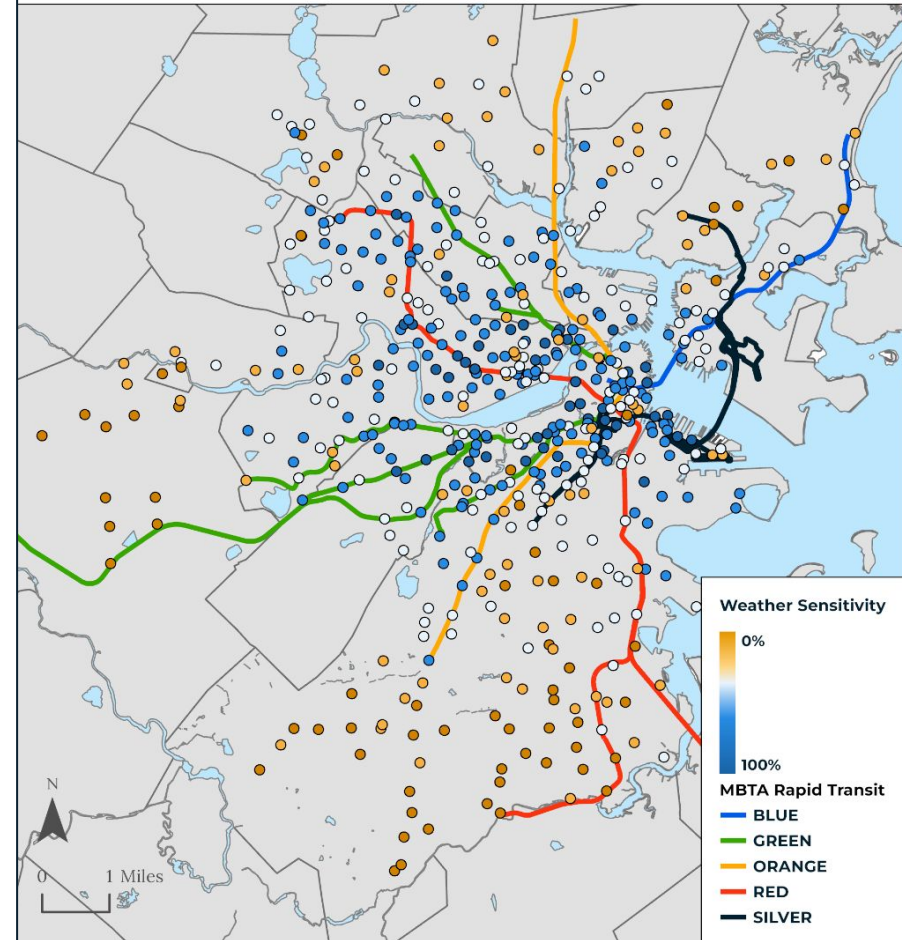 Weather Sensitivity
0%
100%
MBTA Rapid Transit
BLUE
GREEN
ORANGE
RED
SILVER
N
0 1 Miles